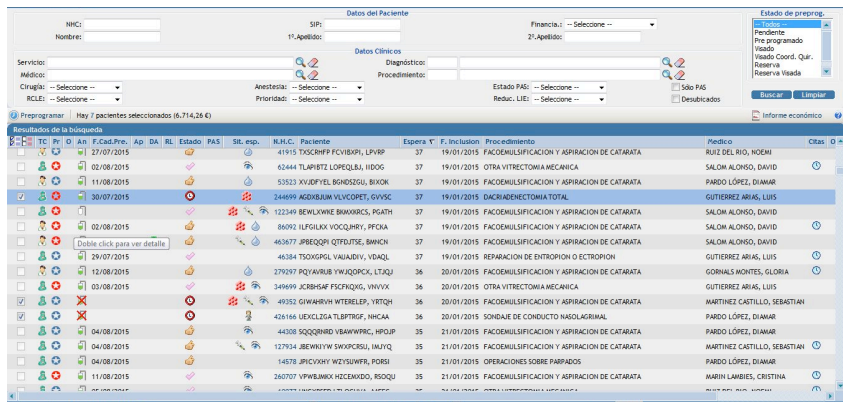 Datos del Paciente
Estado de preprog.
NHC:
SIP:
Financia.: -- Seleccione --
-- Todos --
Nombre:
1º.Apellido:
2º.Apellido:
Pendiente
Pre programado
Visado
Visado Coord. Quir.
Reserva
Reserva Visada
Datos Clínicos
Servicio:
Diagnóstico:
Médico:
Procedimiento:
Cirugía: -- Seleccione --
Anestesia: -- Seleccione --
Estado PAS: -- Seleccione --
Sólo PAS
RCLE: -- Seleccione --
Prioridad: -- Seleccione --
Reduc. LIE: -- Seleccione --
Desubicados
Buscar
Limpiar
Preprogramar
Hay 7 pacientes seleccionados (6.714,26 €)
Informe económico
Resultados de la búsqueda
TC Pr O An F.Cad.Pre. Ap DA RL Estado PAS Sit. esp. N.H.C. Paciente Espera F. Inclusion Procedimiento Medico Citas O
27/07/2015 41915 TXSCRHFP FCVIBXPI, LPVRP 37 19/01/2015 FACOEMULSIFICACION Y ASPIRACION DE CATARATA RUIZ DEL RIO, NOEMI
02/08/2015 62444 TLAPIBTZ LOPEQLBJ, IIDOG 37 19/01/2015 OTRA VITRECTOMIA MECANICA SALOM ALONSO, DAVID
11/08/2015 53523 XVJDFYEL BGNDSZGU, BIXOK 37 19/01/2015 FACOEMULSIFICACION Y ASPIRACION DE CATARATA PARDO LÓPEZ, DIAMAR
30/07/2015 244699 AGDXBJUM VLVCOPET, GVVSC 37 19/01/2015 DACRIADENECTOMIA TOTAL GUTIERREZ ARIAS, LUIS
122349 BEWLXWKE BKMXKRCS, PGATH 37 19/01/2015 FACOEMULSIFICACION Y ASPIRACION DE CATARATA SALOM ALONSO, DAVID
02/08/2015 86092 ILFGILKX VOCQJHRY, PFCKA 37 19/01/2015 FACOEMULSIFICACION Y ASPIRACION DE CATARATA SALOM ALONSO, DAVID
Doble click para ver detalle
463677 JPBEQQPI QTFDJTSE, BMNCN 37 19/01/2015 FACOEMULSIFICACION Y ASPIRACION DE CATARATA SALOM ALONSO, DAVID
29/07/2015 46384 TSOXGPGL VAUAJDIV, VDAQL 37 19/01/2015 REPARACION DE ENTROPION O ECTROPION GUTIERREZ ARIAS, LUIS
12/08/2015 279297 PQYAVRUB YWJQOPCX, LTJQJ 36 20/01/2015 FACOEMULSIFICACION Y ASPIRACION DE CATARATA GORNALS MONTES, GLORIA
03/08/2015 349699 JCRBHSAF FSCFKQXG, VNVVX 36 20/01/2015 OTRA VITRECTOMIA MECANICA GUTIERREZ ARIAS, LUIS
49352 GIWAHRVH WTERELEP, YRTQH 36 20/01/2015 FACOEMULSIFICACION Y ASPIRACION DE CATARATA MARTINEZ CASTILLO, SEBASTIAN
426166 UEXCLZGA TLBPTRGF, NHCAA 36 20/01/2015 SONDAJE DE CONDUCTO NASOLAGRIMAL PARDO LÓPEZ, DIAMAR
04/08/2015 44308 SQQQRNRD VBAWWPRC, HPOJP 35 21/01/2015 FACOEMULSIFICACION Y ASPIRACION DE CATARATA PARDO LÓPEZ, DIAMAR
04/08/2015 127934 JBEWKIYW SWXPCRSU, IMJYQ 35 21/01/2015 FACOEMULSIFICACION Y ASPIRACION DE CATARATA MARTINEZ CASTILLO, SEBASTIAN
14578 JPICVXHY WZYSUWFR, PORSI 35 21/01/2015 OPERACIONES SOBRE PARPADOS PARDO LÓPEZ, DIAMAR
11/08/2015 260707 VPWBJMKX HZCEMXDO, RSOQU 35 21/01/2015 FACOEMULSIFICACION Y ASPIRACION DE CATARATA MARIN LAMBIES, CRISTINA